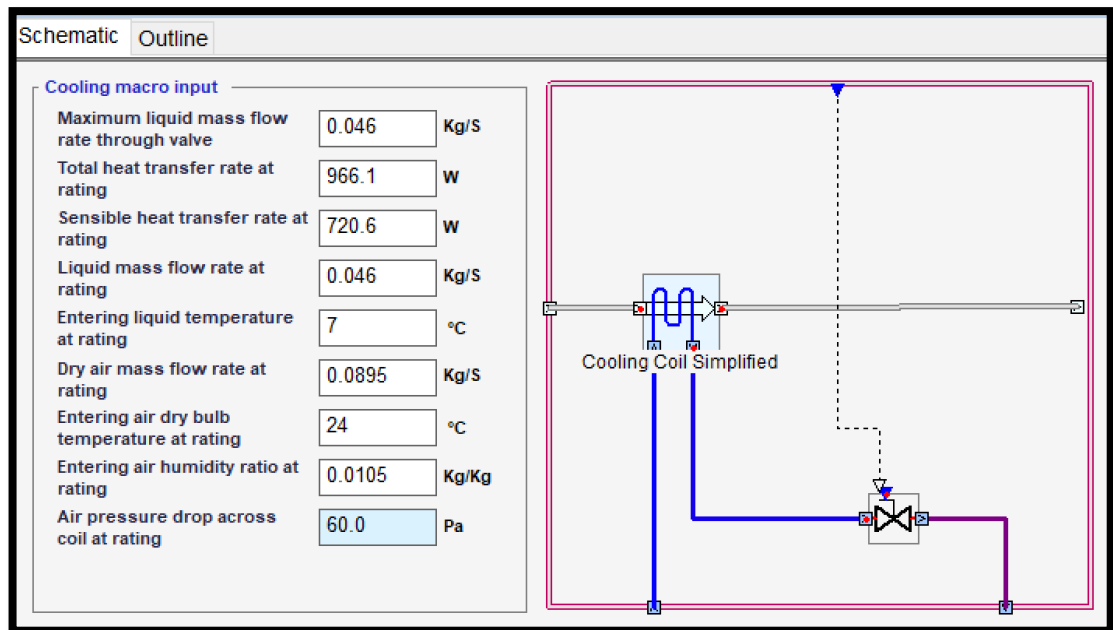 Schematic
Outline
Cooling macro input
Maximum liquid mass flow
rate through valve
0.046
Kg/S
Total heat transfer rate at
rating
966.1
W
Sensible heat transfer rate at
rating
720.6
W
Liquid mass flow rate at
rating
0.046
Kg/S
Entering liquid temperature
at rating
7
°C
Dry air mass flow rate at
rating
0.0895
Kg/S
Entering air dry bulb
temperature at rating
24
°C
Entering air humidity ratio at
rating
0.0105
Kg/Kg
Air pressure drop across
coil at rating
60.0
Pa
Cooling Coil Simplified